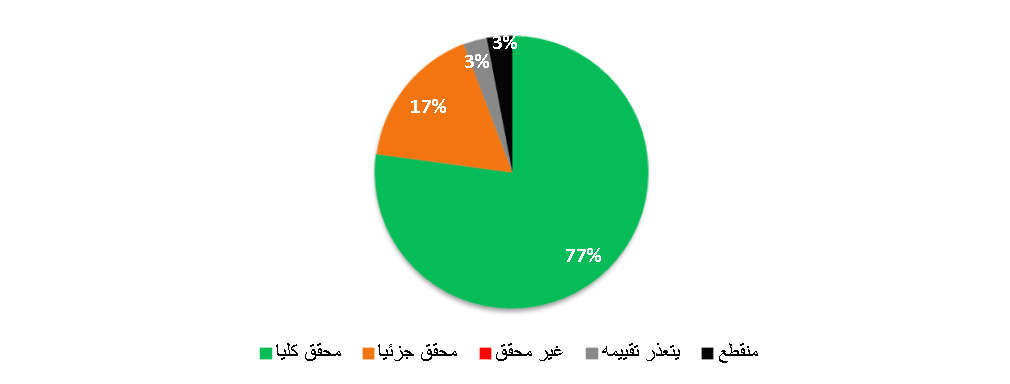 3%
3%
17%
77%
محقق كليا
محقق جزئيا
غير محقق
يتعذر تقييمه
منقطع